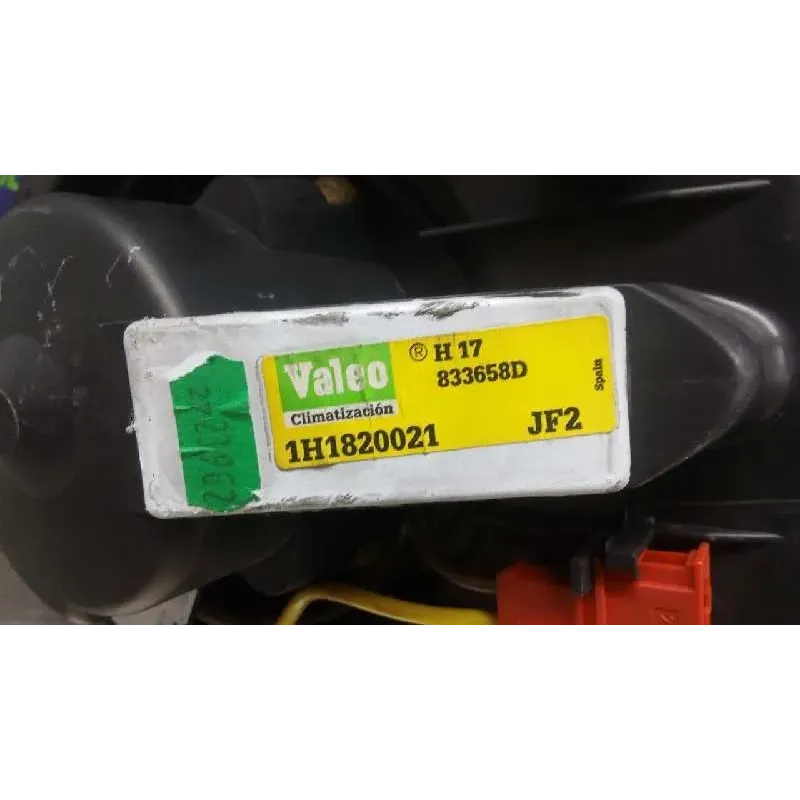 Valeo
Climatización
® H 17
833658D
Spain
1H1820021
JF2